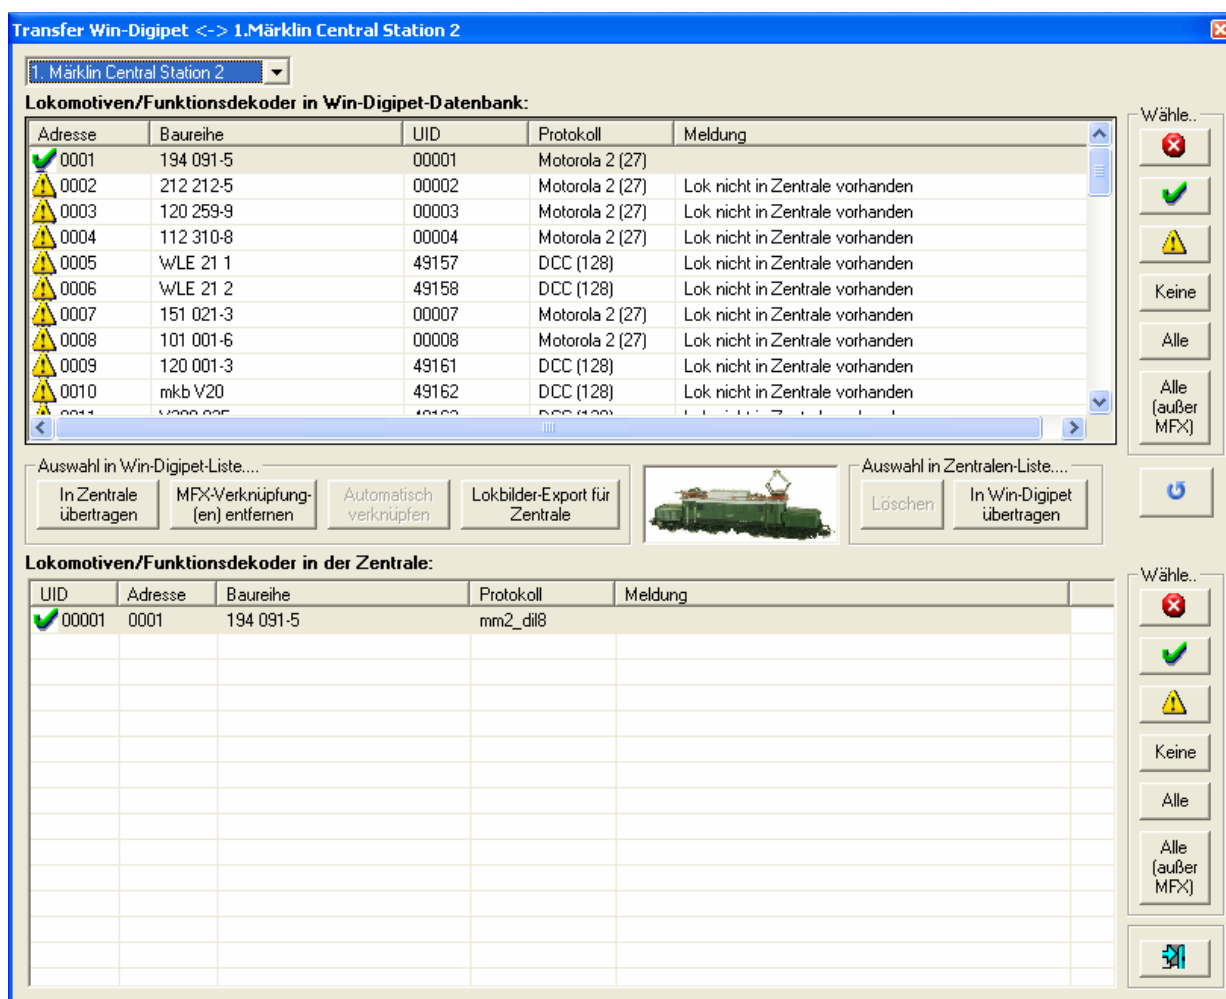 Transfer Win-Digipet <-> 1.Märklin Central Station 2
1. Märklin Central Station 2
Lokomotiven/Funktionsdekoder in Win-Digipet-Datenbank:
Adresse Baureihe UID Protokoll Meldung
0001 194 091-5 00001 Motorola 2 (27)
0002 212 212-5 00002 Motorola 2 (27) Lok nicht in Zentrale vorhanden
0003 120 259-9 00003 Motorola 2 (27) Lok nicht in Zentrale vorhanden
0004 112 310-8 00004 Motorola 2 (27) Lok nicht in Zentrale vorhanden
0005 WLE 21 1 49157 DCC (128) Lok nicht in Zentrale vorhanden
0006 WLE 21 2 49158 DCC (128) Lok nicht in Zentrale vorhanden
0007 151 021-3 00007 Motorola 2 (27) Lok nicht in Zentrale vorhanden
0008 101 001-6 00008 Motorola 2 (27) Lok nicht in Zentrale vorhanden
0009 120 001-3 49161 DCC (128) Lok nicht in Zentrale vorhanden
0010 mkb V20 49162 DCC (128) Lok nicht in Zentrale vorhanden
Wähle..
Keine
Alle
Alle
(außer
MFX)
Auswahl in Win-Digipet-Liste....
In Zentrale
übertragen
MFX-Verknüpfung-
(en) entfernen
Automatisch
verknüpfen
Lokbilder-Export für
Zentrale
Auswahl in Zentralen-Liste....
Löschen
In Win-Digipet
übertragen
Lokomotiven/Funktionsdekoder in der Zentrale:
UID Adresse Baureihe Protokoll Meldung
00001 0001 194 091-5 mm2_dil8
Wähle..
Keine
Alle
Alle
(außer
MFX)